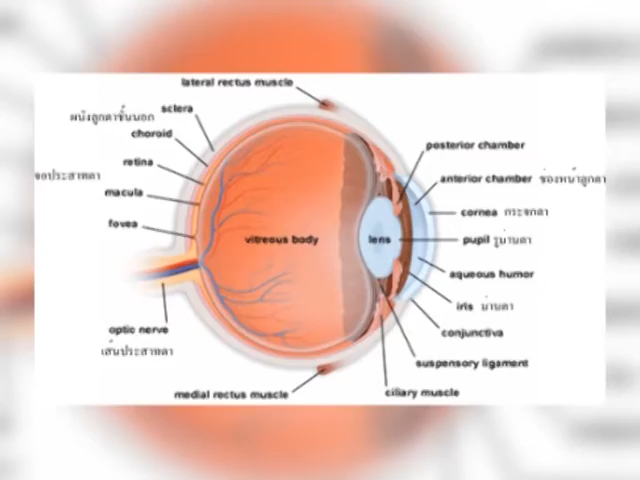 lateral rectus muscle
sclera
ผนังลูกตาชั้นนอก
choroid
retina
จอประสาทตา
macula
fovea
optic nerve
เส้นประสาทตา
medial rectus muscle
vitreous body
lens
posterior chamber
anterior chamber ช่องหน้าลูกตา
cornea กระจกตา
pupil รูม่านตา
aqueous humor
iris ม่านตา
conjunctiva
suspensory ligament
ciliary muscle